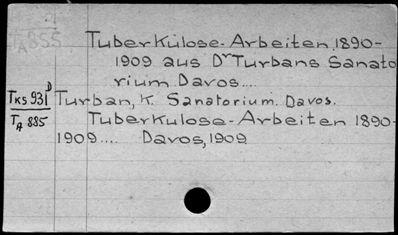 TA855
Tuberkulose-Arbeiten, 1890-
1909 aus Dr Turbans Sanato
rium Davos....
TKS 931 D Turban, K. Sanatorium. Davos.
TA 885 Tuberkulose-Arbeiten 1890-
1909.... Davos, 1909